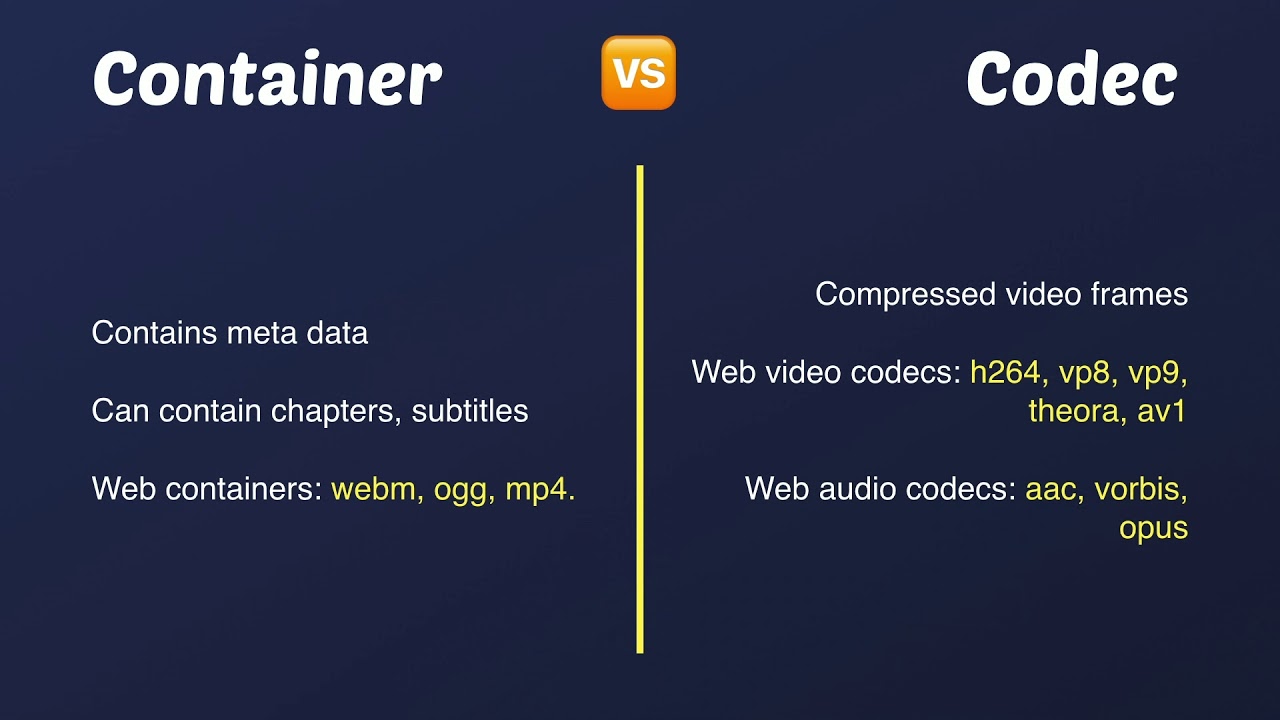 Container
VS
Codec
Contains meta data
Can contain chapters, subtitles
Web containers: webm, ogg, mp4.
Compressed video frames
Web video codecs: h264, vp8, vp9,
theora, av1
Web audio codecs: aac, vorbis,
opus